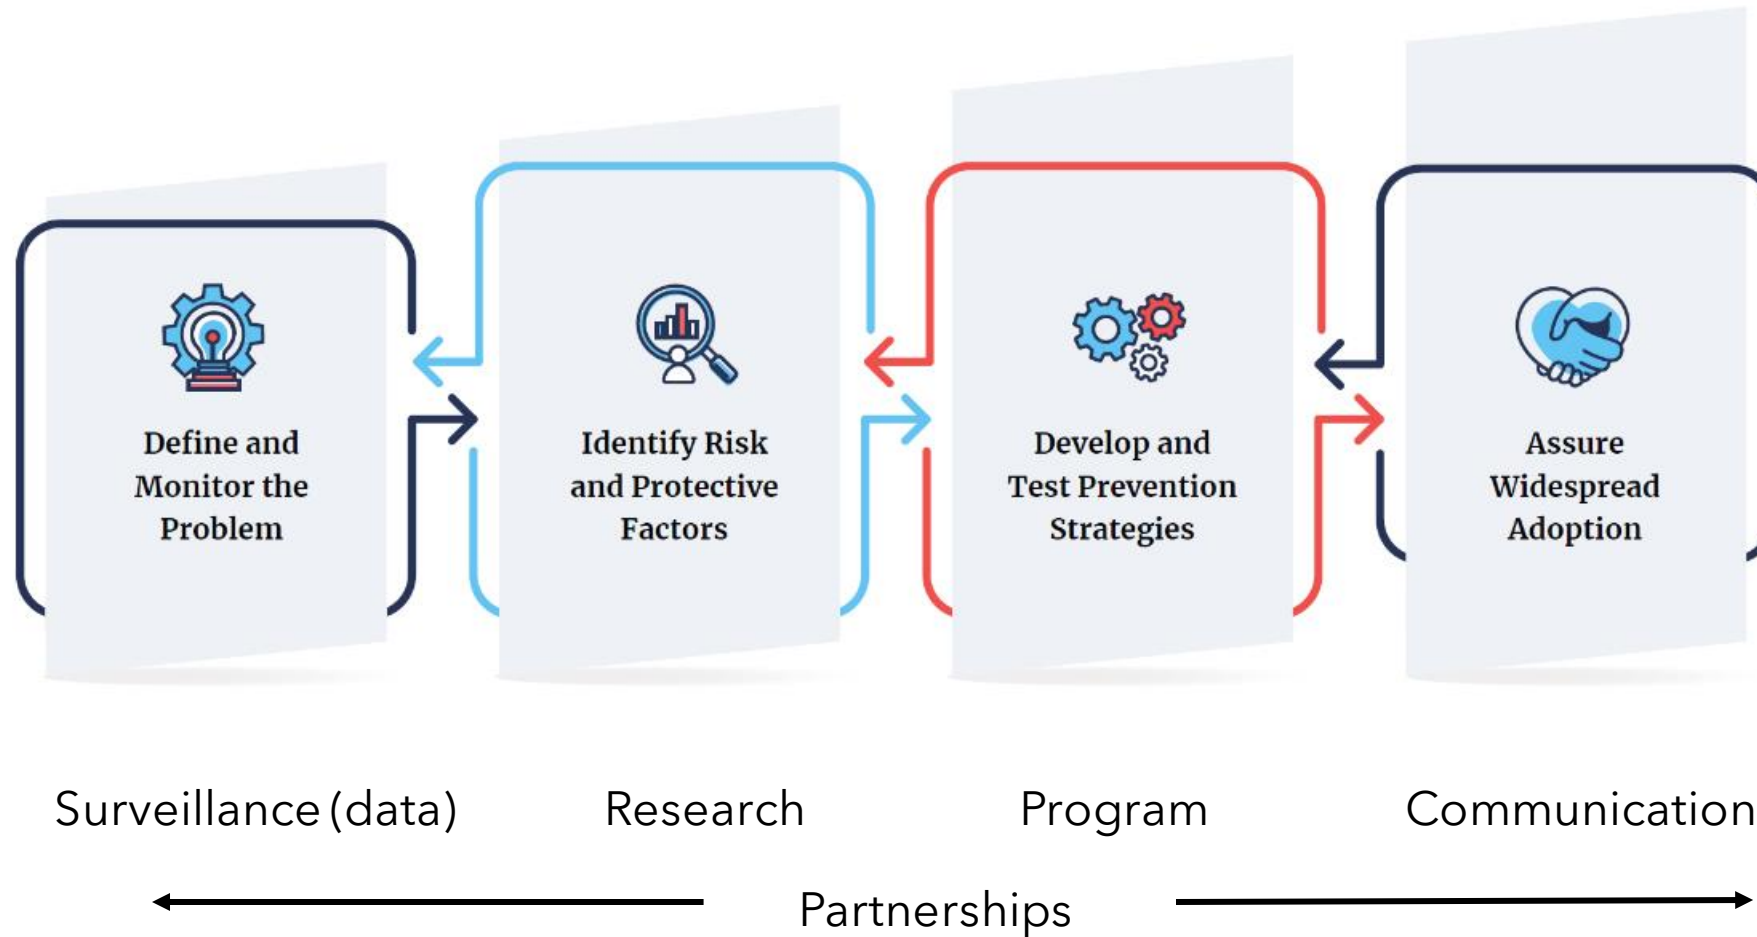 Define and
Monitor the
Problem
Identify Risk
and Protective
Factors
Develop and
Test Prevention
Strategies
Assure
Widespread
Adoption
Surveillance (data)
Research
Program
Communication
Partnerships